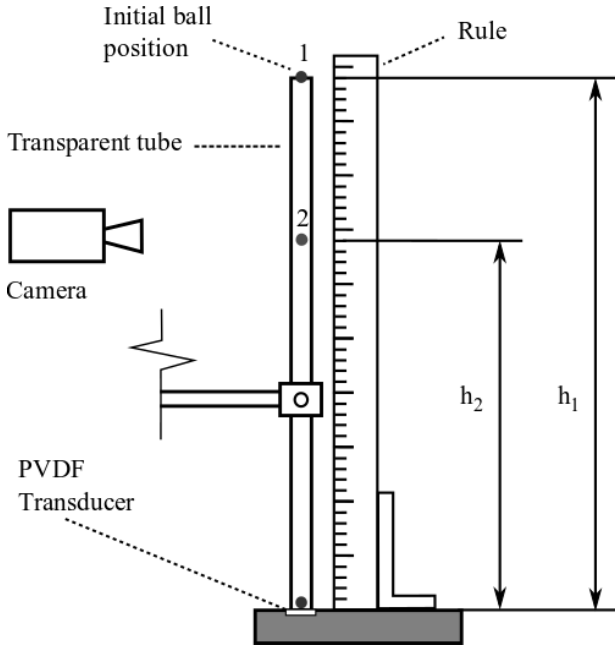 Initial ball
position
1
Rule
Transparent tube
2
Camera
h2
h1
PVDF
Transducer